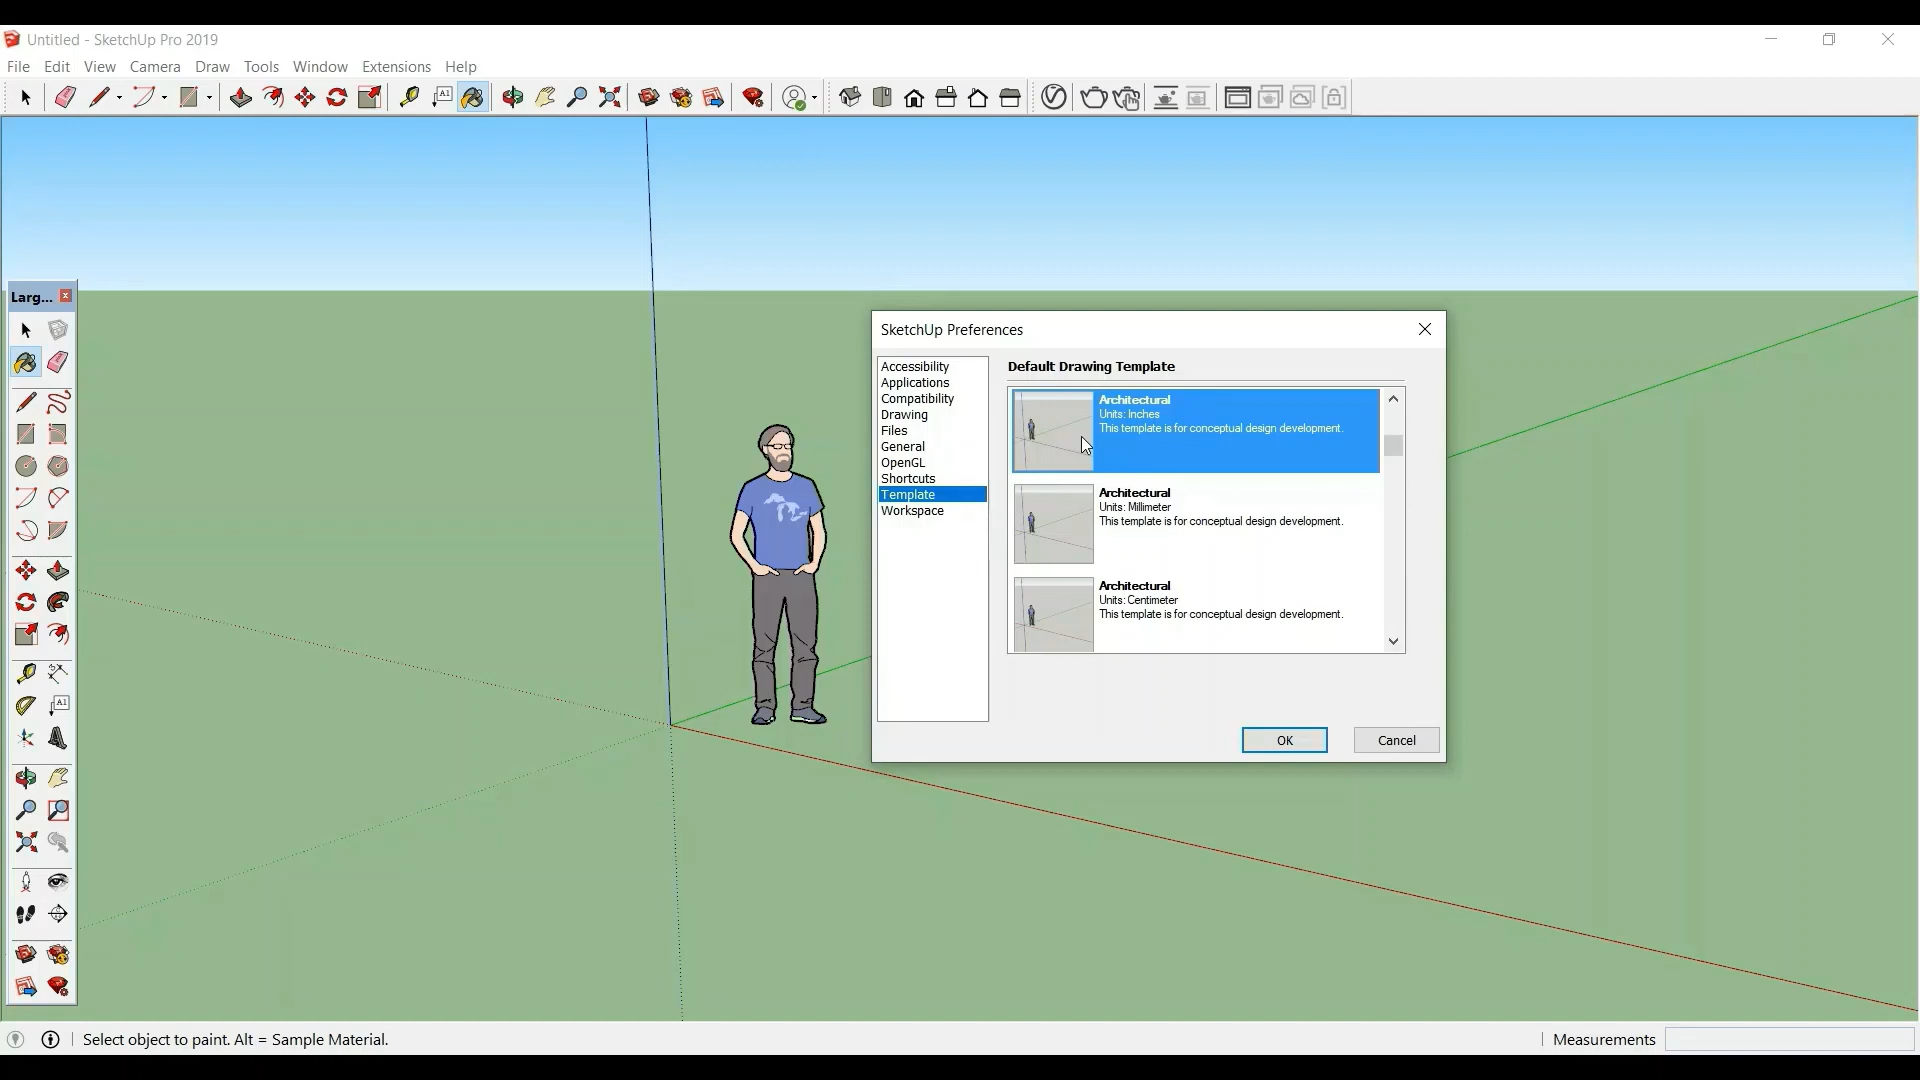 Untitled - SketchUp Pro 2019
File Edit View Camera Draw Tools Window Extensions Help
A1
Larg...
A1
SketchUp Preferences
Accessibility
Applications
Compatibility
Drawing
Files
General
OpenGL
Shortcuts
Template
Workspace
Default Drawing Template
Architectural
Units: Inches
This template is for conceptual design development.
Architectural
Units: Millimeter
This template is for conceptual design development.
Architectural
Units: Centimeter
This template is for conceptual design development.
OK Cancel
Select object to paint. Alt = Sample Material.
Measurements